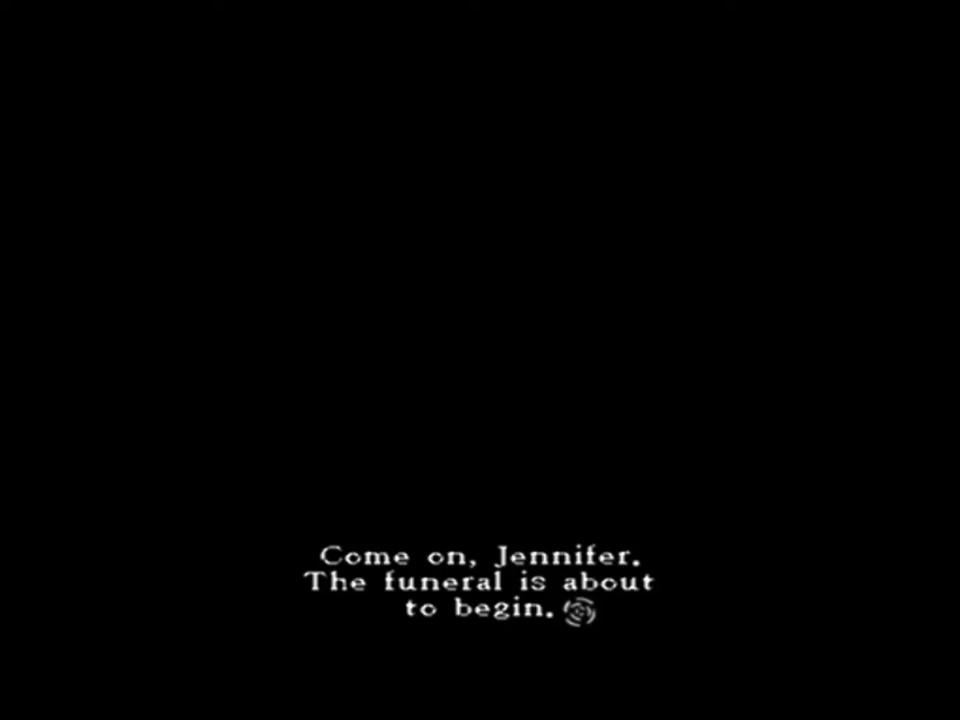 Come on, Jennifer.
The funeral is about
to begin.